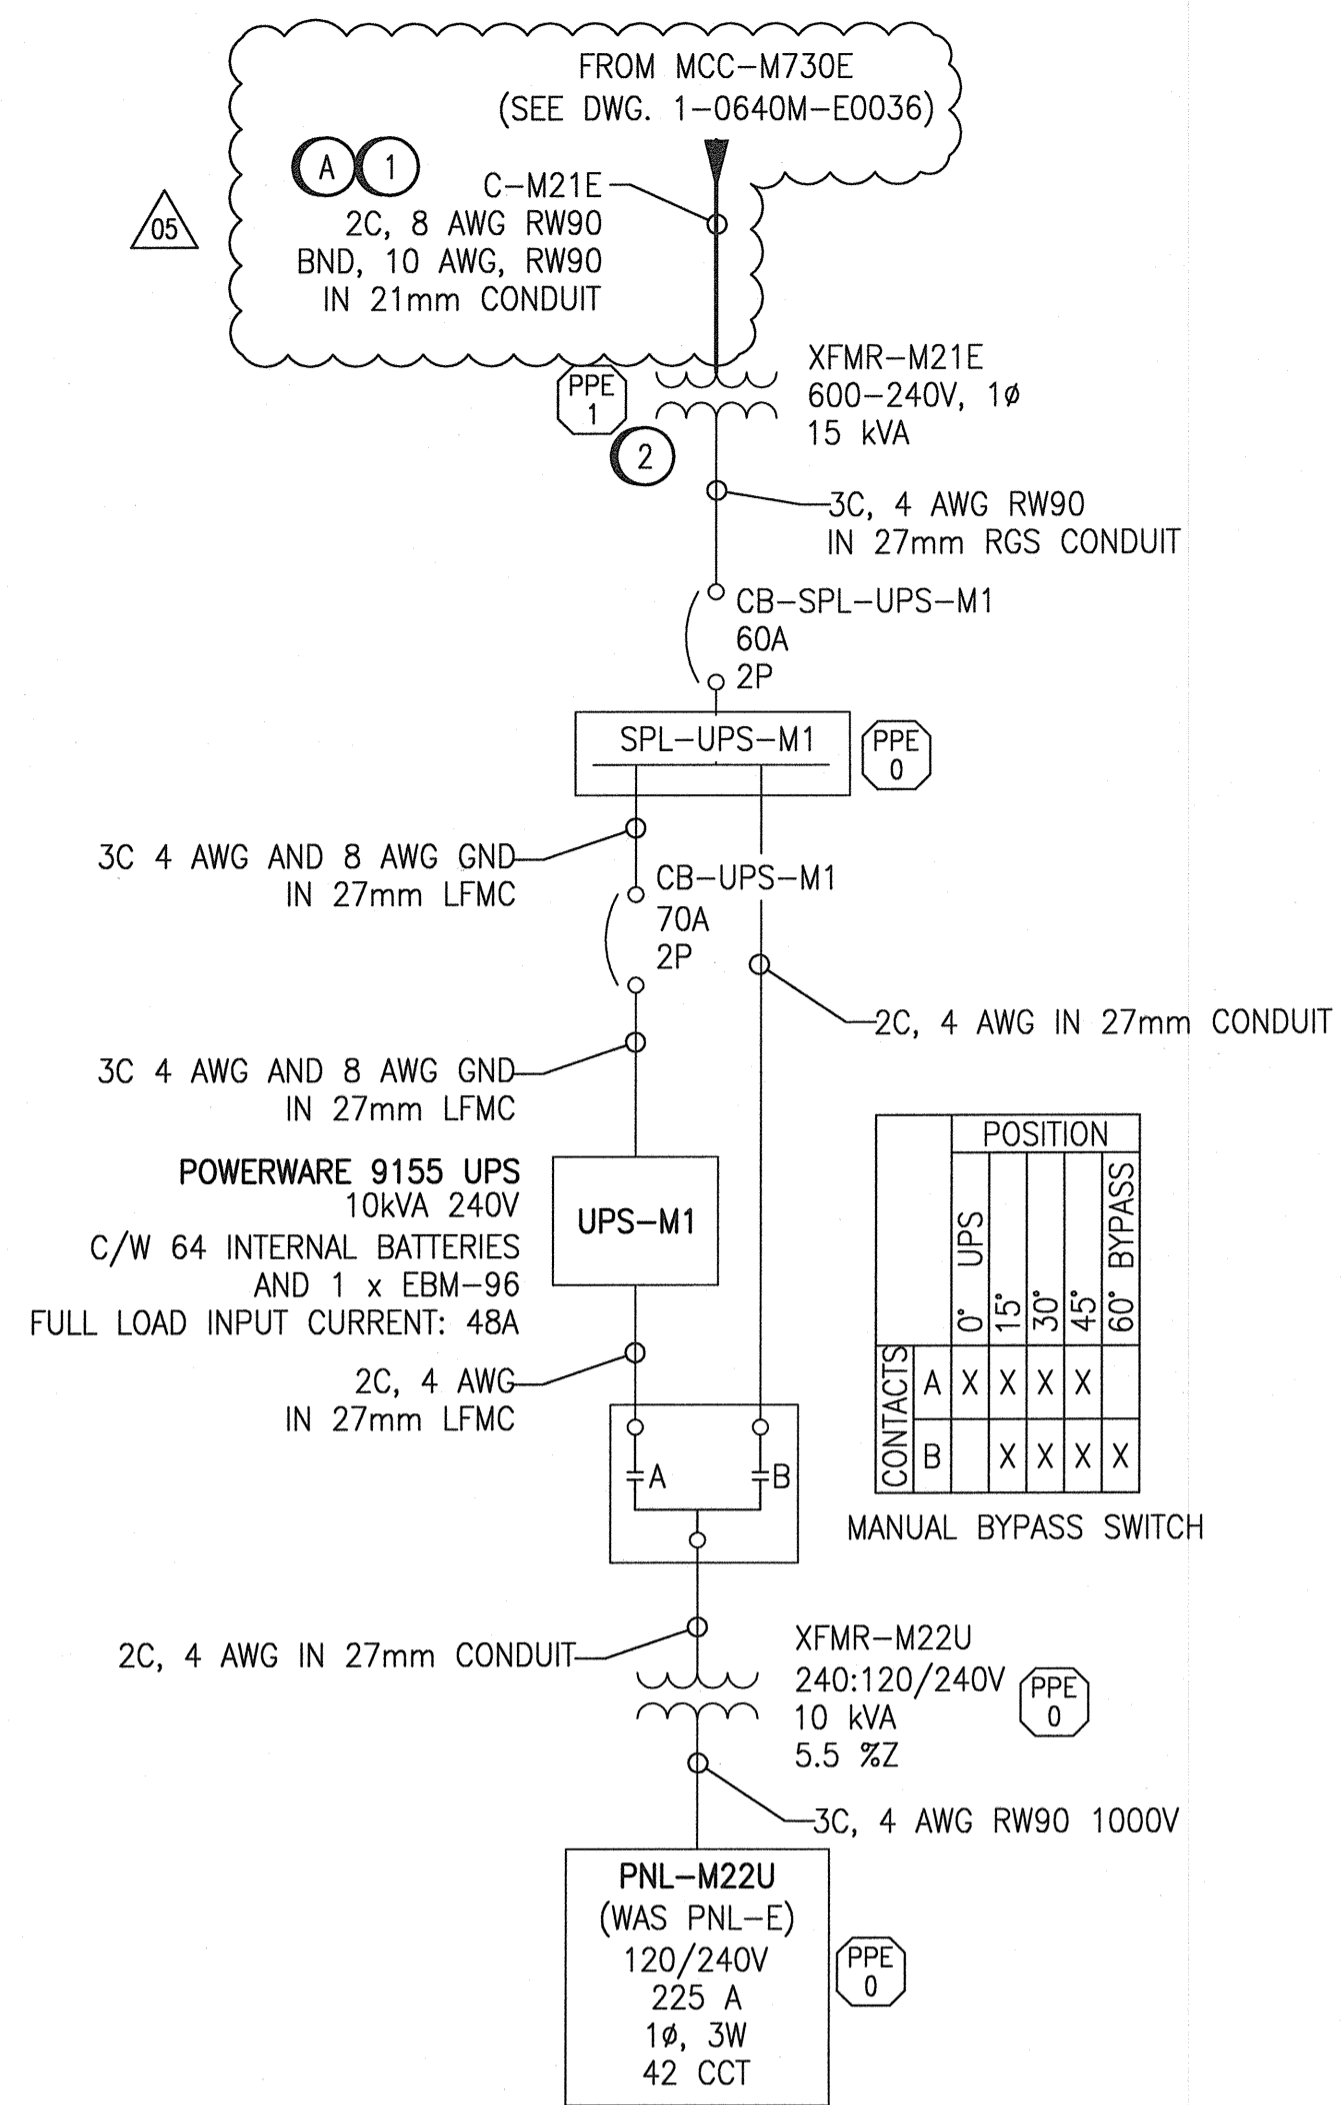 FROM MCC-M730E
(SEE DWG. 1-0640M-E0036)
A
1
05
C-M21E
2C, 8 AWG RW90
BND, 10 AWG, RW90
IN 21mm CONDUIT
PPE
1
XFMR-M21E
600-240V, 1ø
15 kVA
2
3C, 4 AWG RW90
IN 27mm RGS CONDUIT
CB-SPL-UPS-M1
60A
2P
SPL-UPS-M1
PPE
0
3C 4 AWG AND 8 AWG GND
IN 27mm LFMC
CB-UPS-M1
70A
2P
2C, 4 AWG IN 27mm CONDUIT
3C 4 AWG AND 8 AWG GND
IN 27mm LFMC
POWERWARE 9155 UPS
10kVA 240V
C/W 64 INTERNAL BATTERIES
AND 1 x EBM-96
FULL LOAD INPUT CURRENT: 48A
UPS-M1
2C, 4 AWG
IN 27mm LFMC
A
B
POSITION
0° UPS
15°
30°
45°
60° BYPASS
CONTACTS
A X X X X
B X X X X
MANUAL BYPASS SWITCH
2C, 4 AWG IN 27mm CONDUIT
XFMR-M22U
240:120/240V
10 kVA
5.5 %Z
PPE
0
3C, 4 AWG RW90 1000V
PNL-M22U
(WAS PNL-E)
120/240V
225 A
1ø, 3W
42 CCT
PPE
0